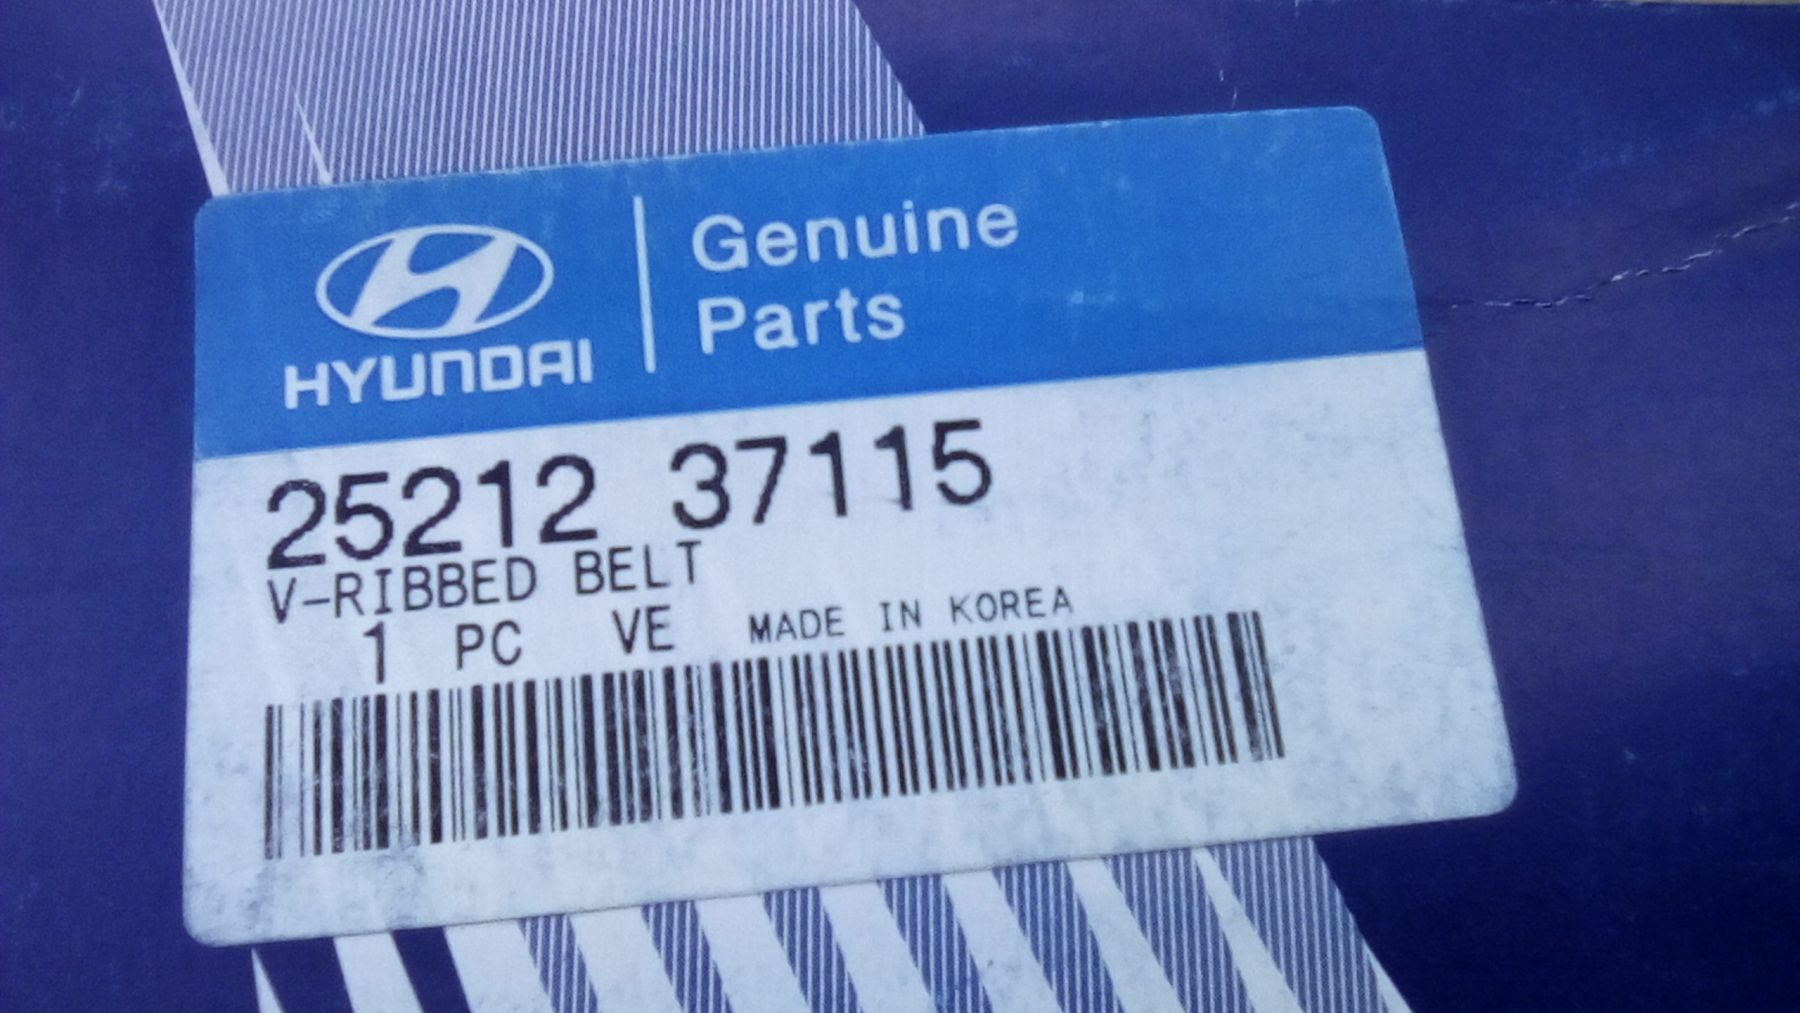 HYUNDAI
Genuine
Parts
25212 37115
V-RIBBED BELT
1 PC VE MADE IN KOREA